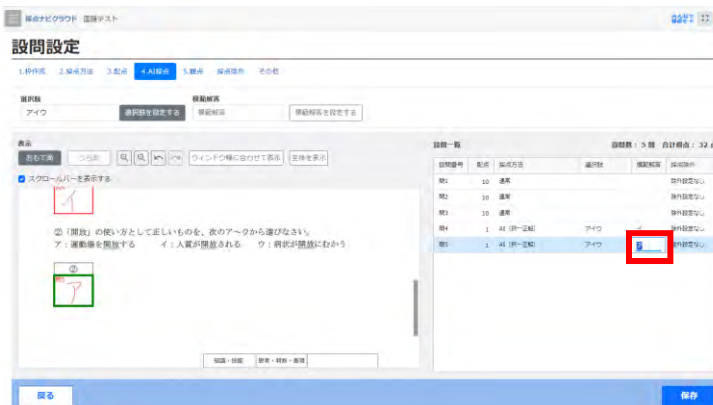 採点ナビクラウド 国語テスト
設問設定
1.枠作成 2.採点方法 3.配点 4.AI採点 5.観点 採点除外 その他
選択肢 模範解答
アイウ 選択肢を設定する 模範解答 模範解答を設定する
表示
おもて面 うら面 ウィンドウ幅に合わせて表示 全体を表示
スクロールバーを表示する
イ
②「開放」の使い方として正しいものを、次のア～クから選びなさい。
ア：運動場を開放する イ：人質が開放される ウ：病状が開放にむかう
②
問5
ア
知識・技能 思考・判断・表現
設問一覧 設問数：5 問 合計得点：32
設問番号 配点 採点方法 選択肢 模範解答 採点除外
問1 10 通常 除外設定なし
問2 10 通常 除外設定なし
問3 10 通常 除外設定なし
問4 1 AI（択一正解） アイウ イ 除外設定なし
問5 1 AI（択一正解） アイウ ア 除外設定なし
戻る 保存